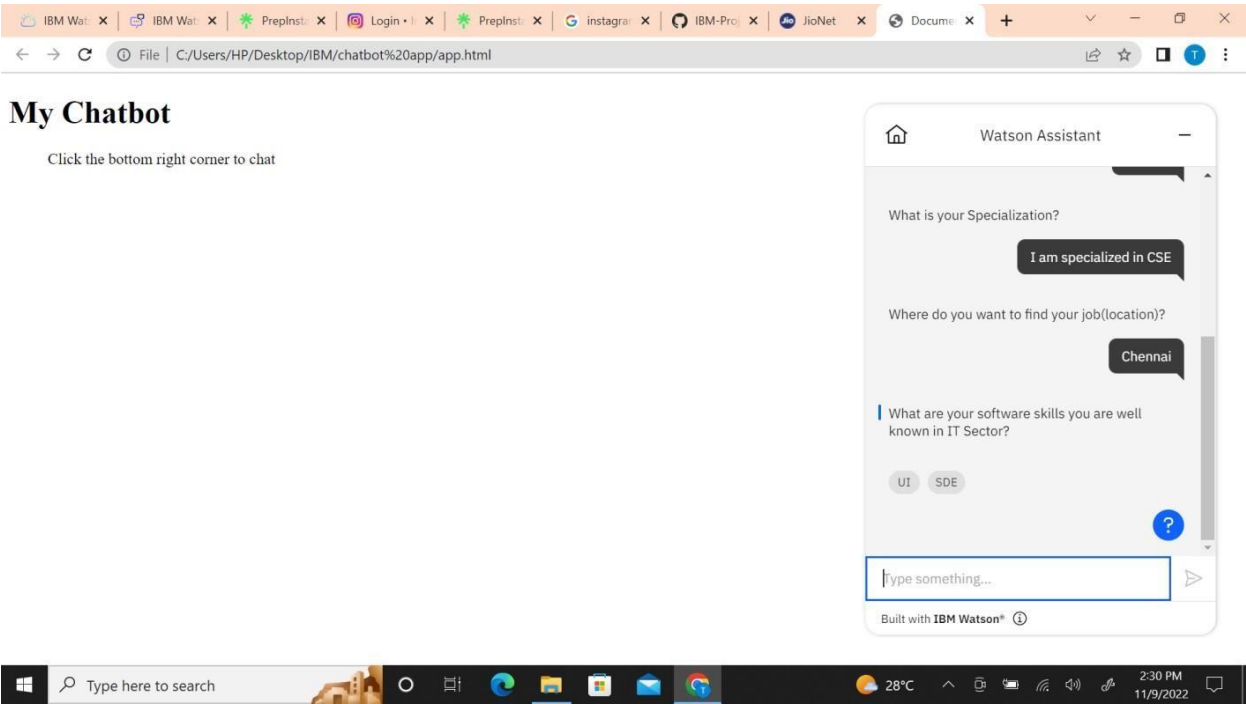 IBM Wat
IBM Wat
PrepInsta
Login • I
PrepInsta
instagra
IBM-Proj
JioNet
Docume
File | C:/Users/HP/Desktop/IBM/chatbot%20app/app.html
T
My Chatbot
Click the bottom right corner to chat
Watson Assistant
What is your Specialization?
I am specialized in CSE
Where do you want to find your job(location)?
Chennai
What are your software skills you are well
known in IT Sector?
UI SDE
?
Type something...
Built with IBM Watson®
Type here to search
28°C
2:30 PM
11/9/2022